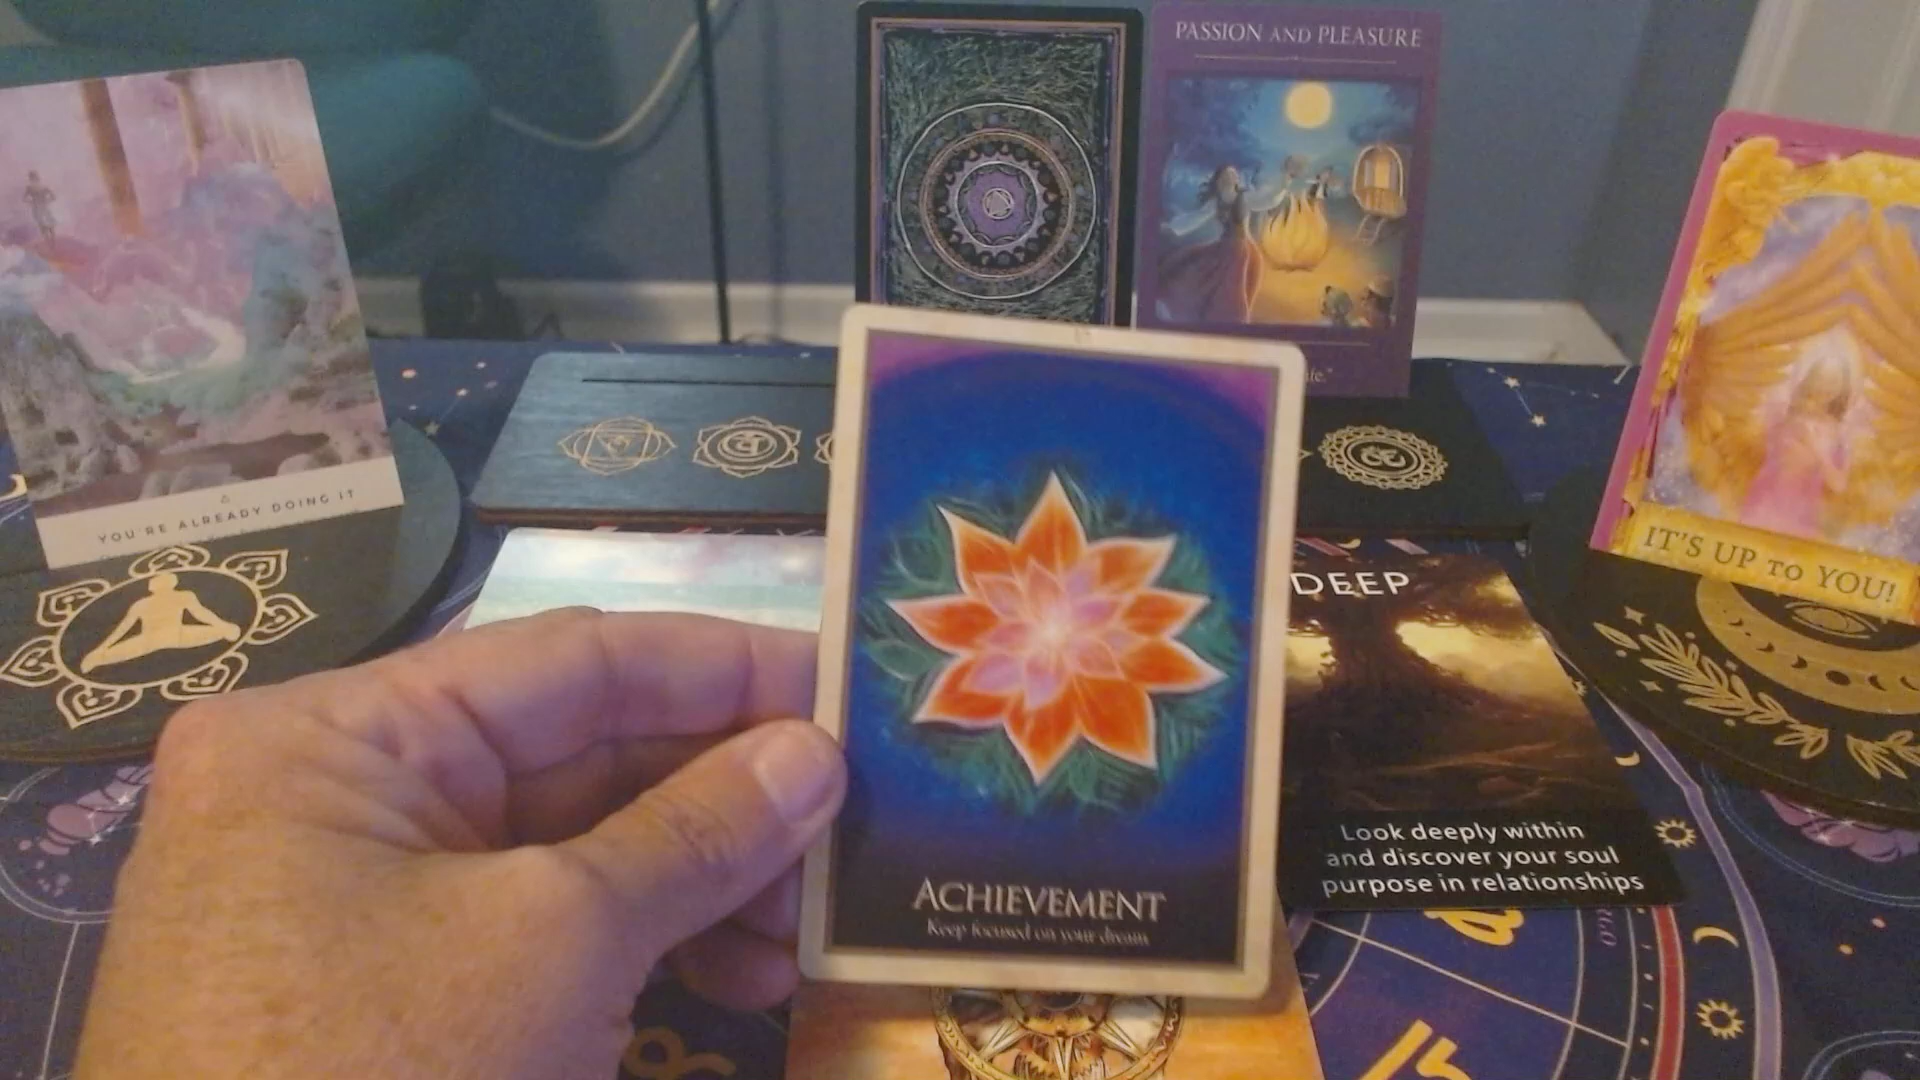 PASSION AND PLEASURE
YOU'RE ALREADY DOING IT
IT'S UP TO YOU!
DEEP
Look deeply within
and discover your soul
purpose in relationships
ACHIEVEMENT
Keep focused on your dream